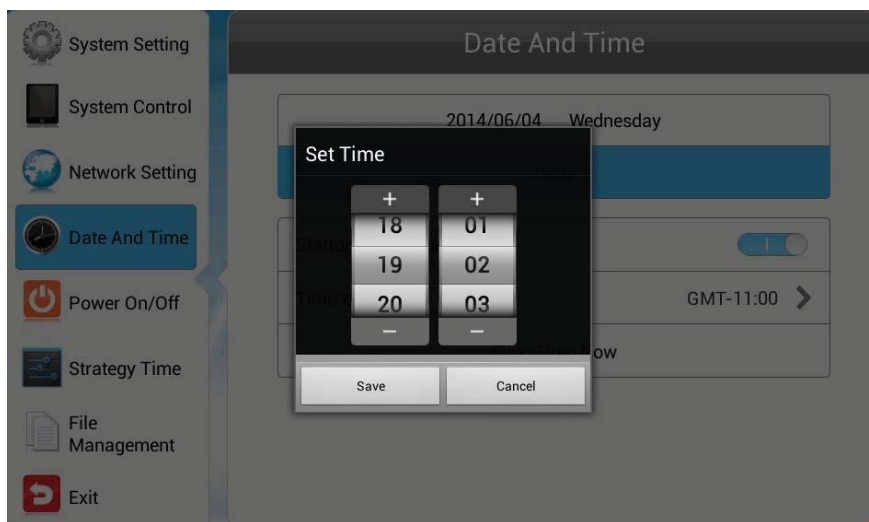 System Setting
System Control
Network Setting
Date And Time
Power On/Off
Strategy Time
File
Management
Exit
Date And Time
2014/06/04 Wednesday
Set Time
+ +
18 01
19 02
20 03
– –
Save Cancel
GMT-11:00
Now